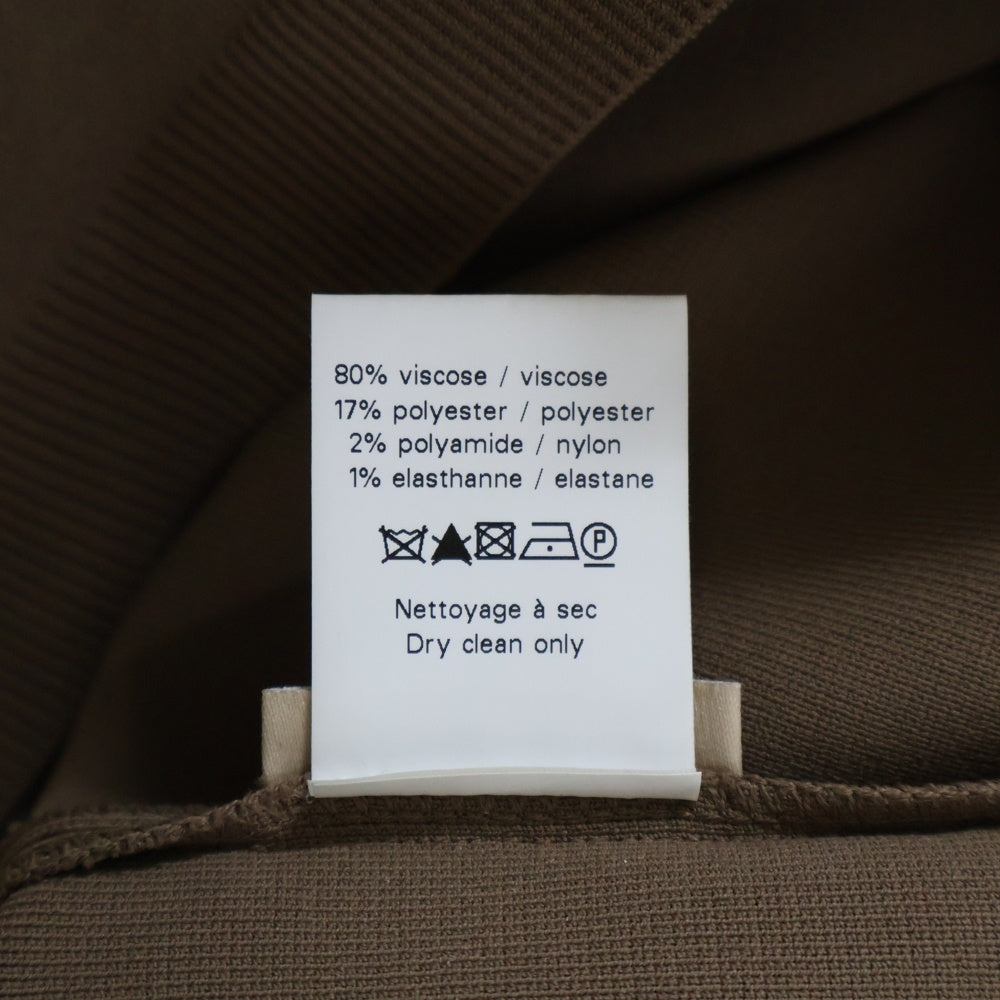 80% viscose / viscose
17% polyester / polyester
2% polyamide / nylon
1% elasthanne / elastane
P
Nettoyage à sec
Dry clean only